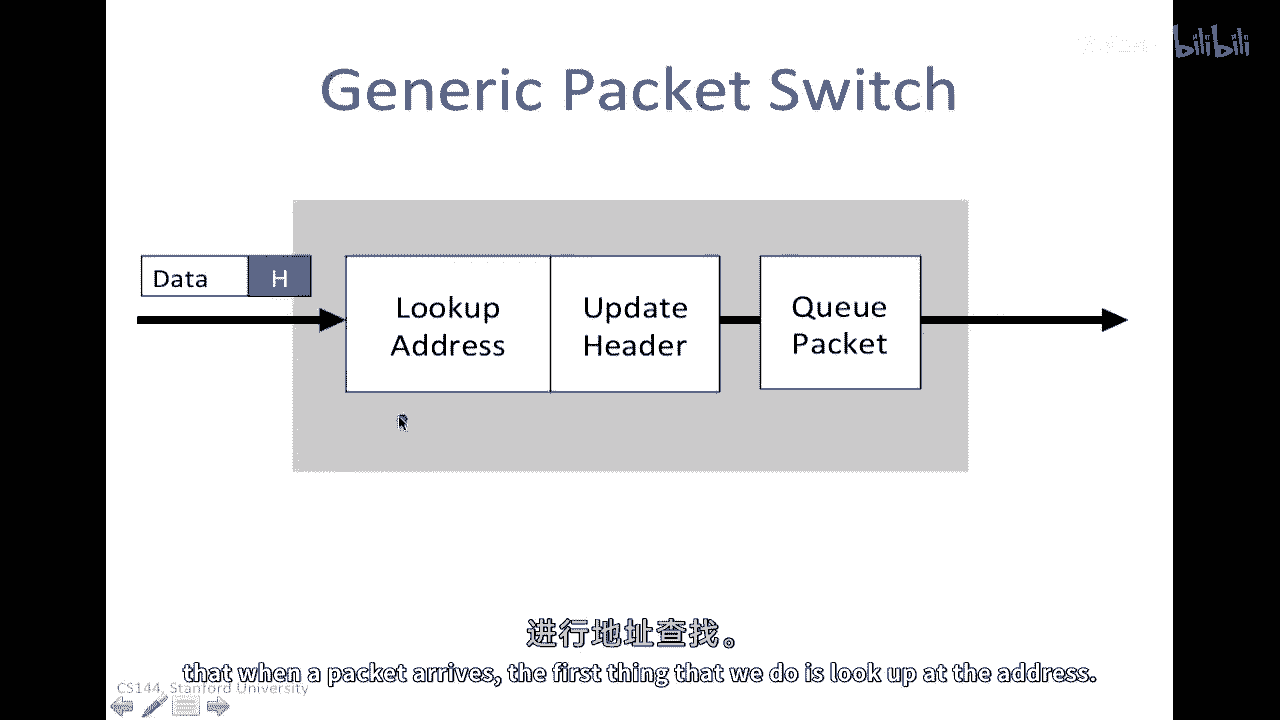 bilibili
Generic Packet Switch
Data
H
Lookup
Address
Update
Header
Queue
Packet
进行地址查找。
that when a packet arrives, the first thing that we do is look up at the address.
CS144, Stanford University